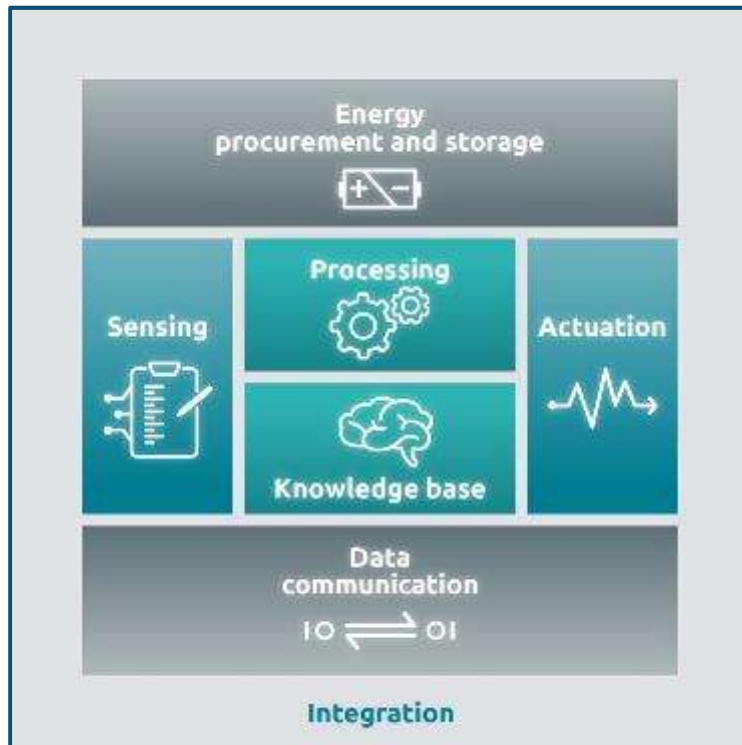 Energy
procurement and storage
+ -
Processing
Sensing
Actuation
Knowledge base
Data
communication
IO OI
Integration